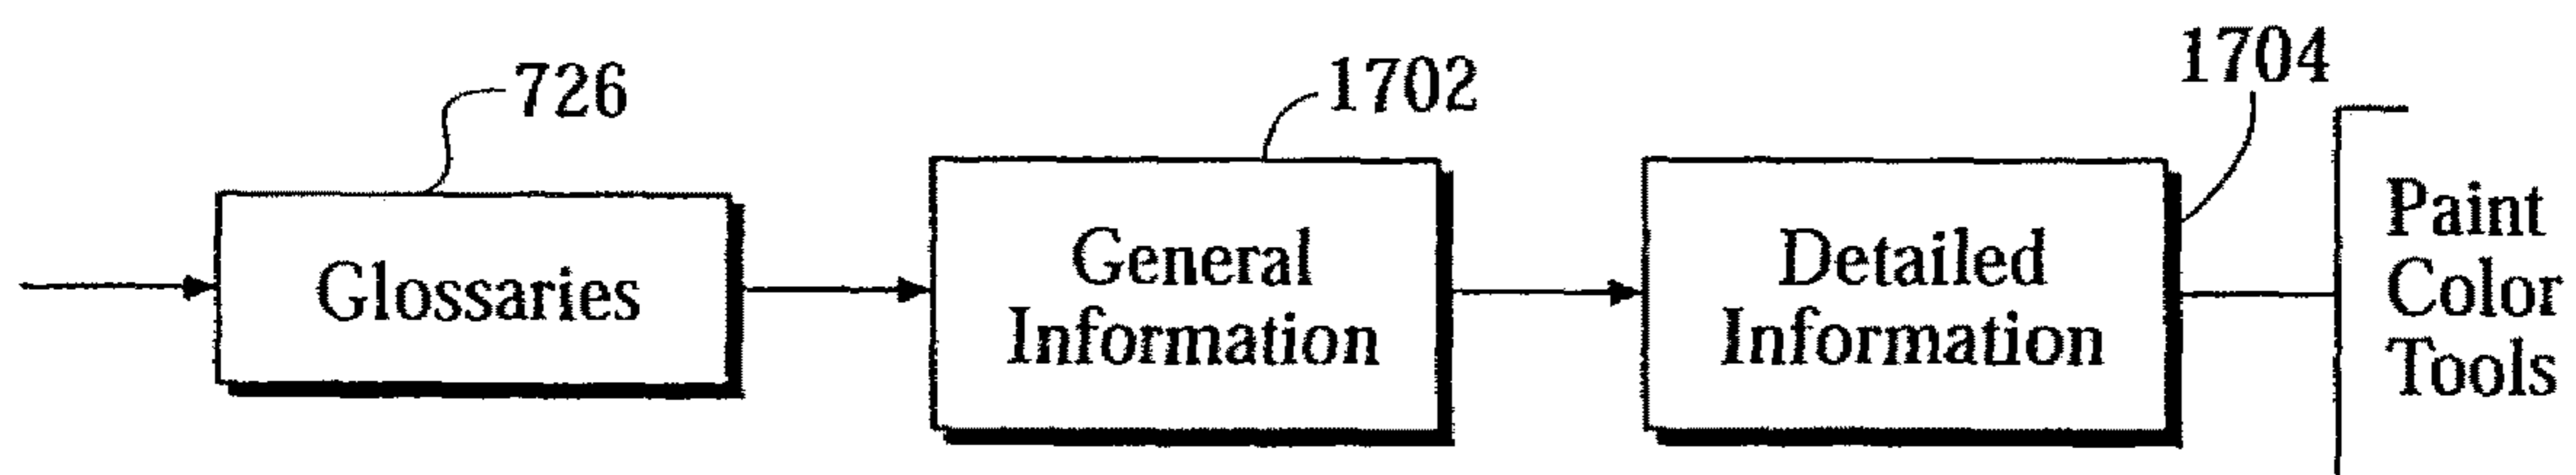 726
1702
1704
Glossaries
General
Information
Detailed
Information
Paint
Color
Tools